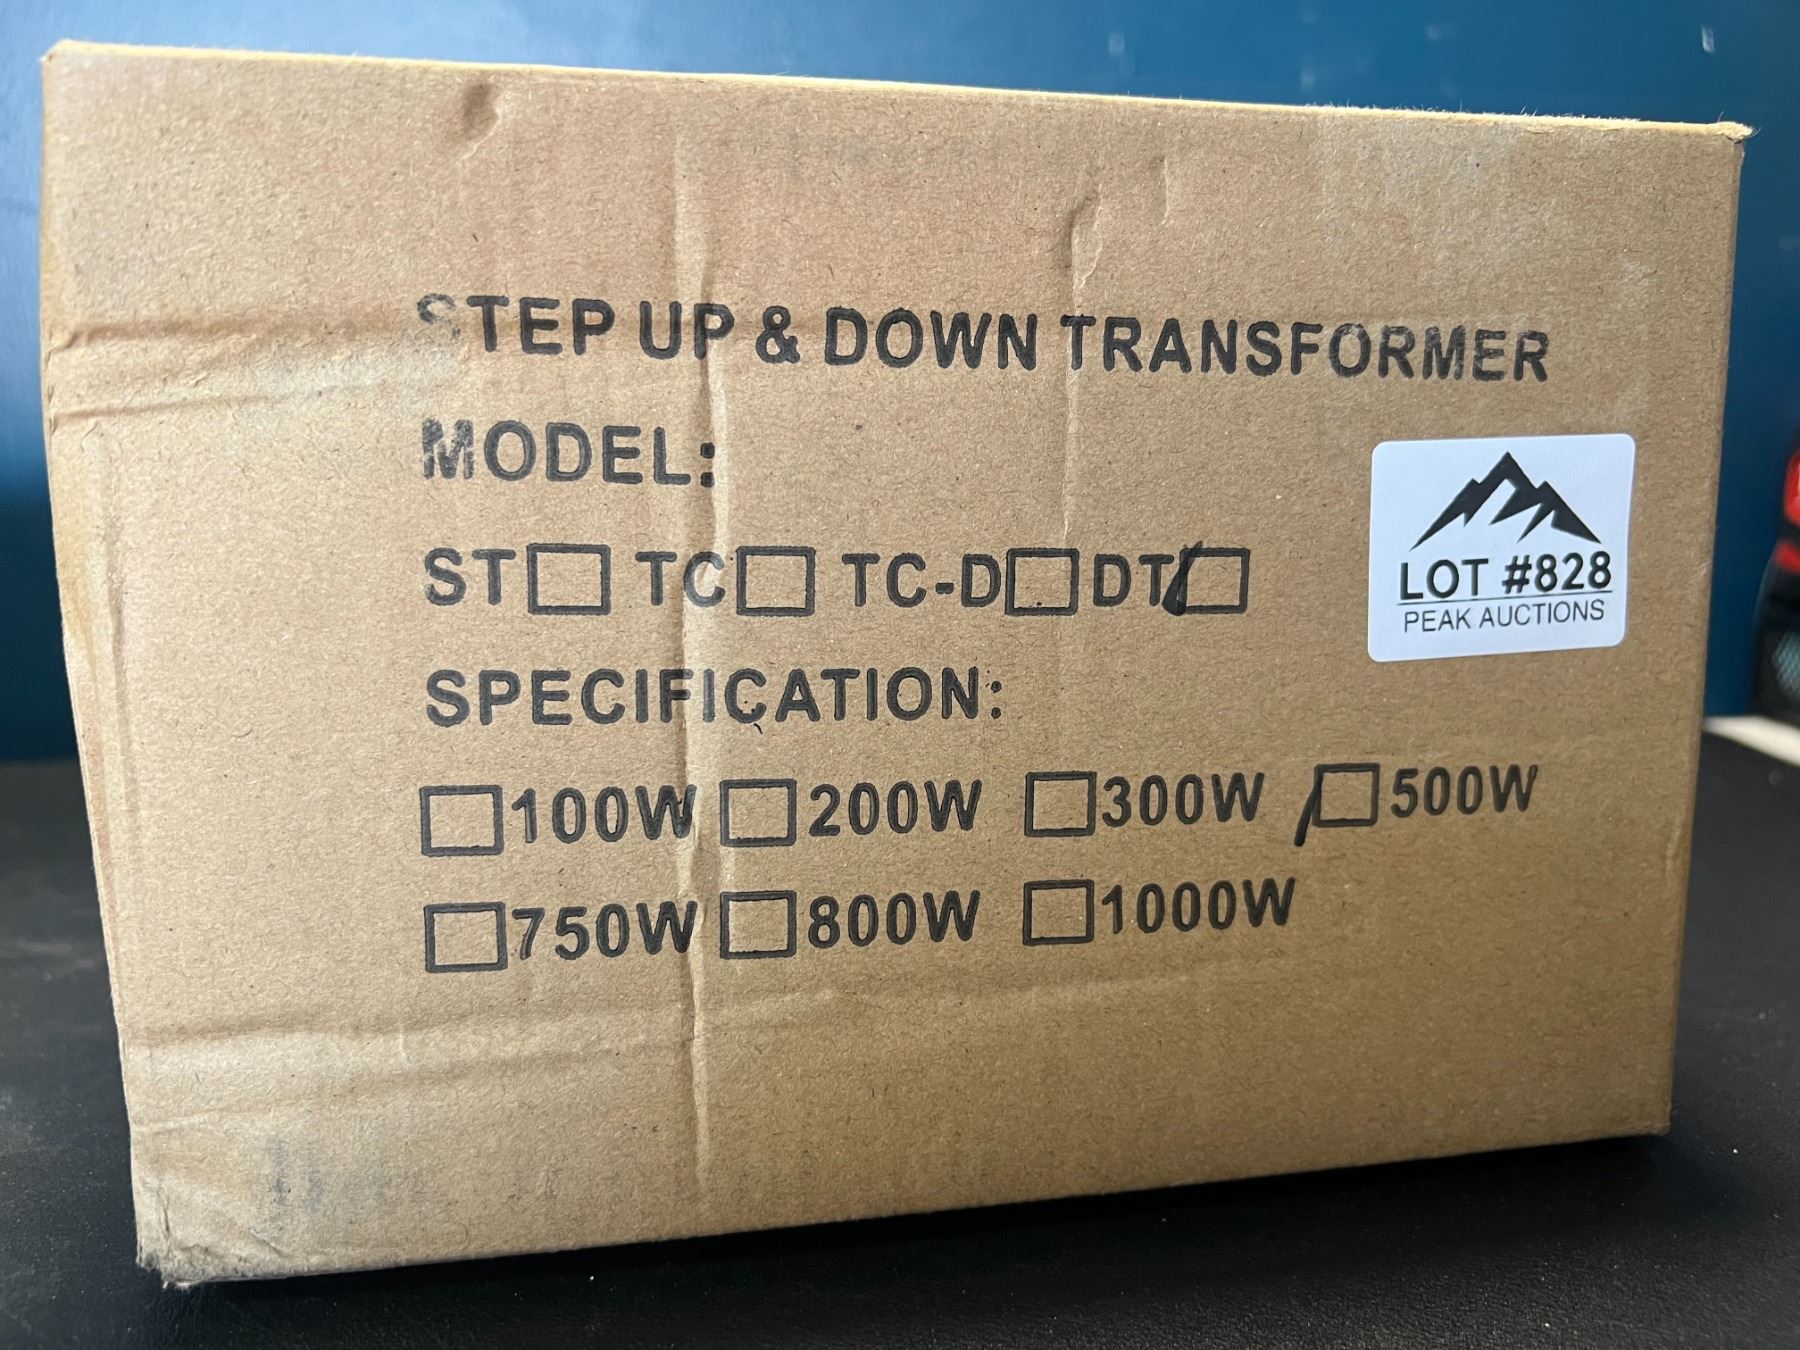 STEP UP & DOWN TRANSFORMER
MODEL:
ST☐ TC☐ TC-D☐ DT☐
SPECIFICATION:
☐100W ☐200W ☐300W ☐500W
☐750W ☐800W ☐1000W
LOT #828
PEAK AUCTIONS